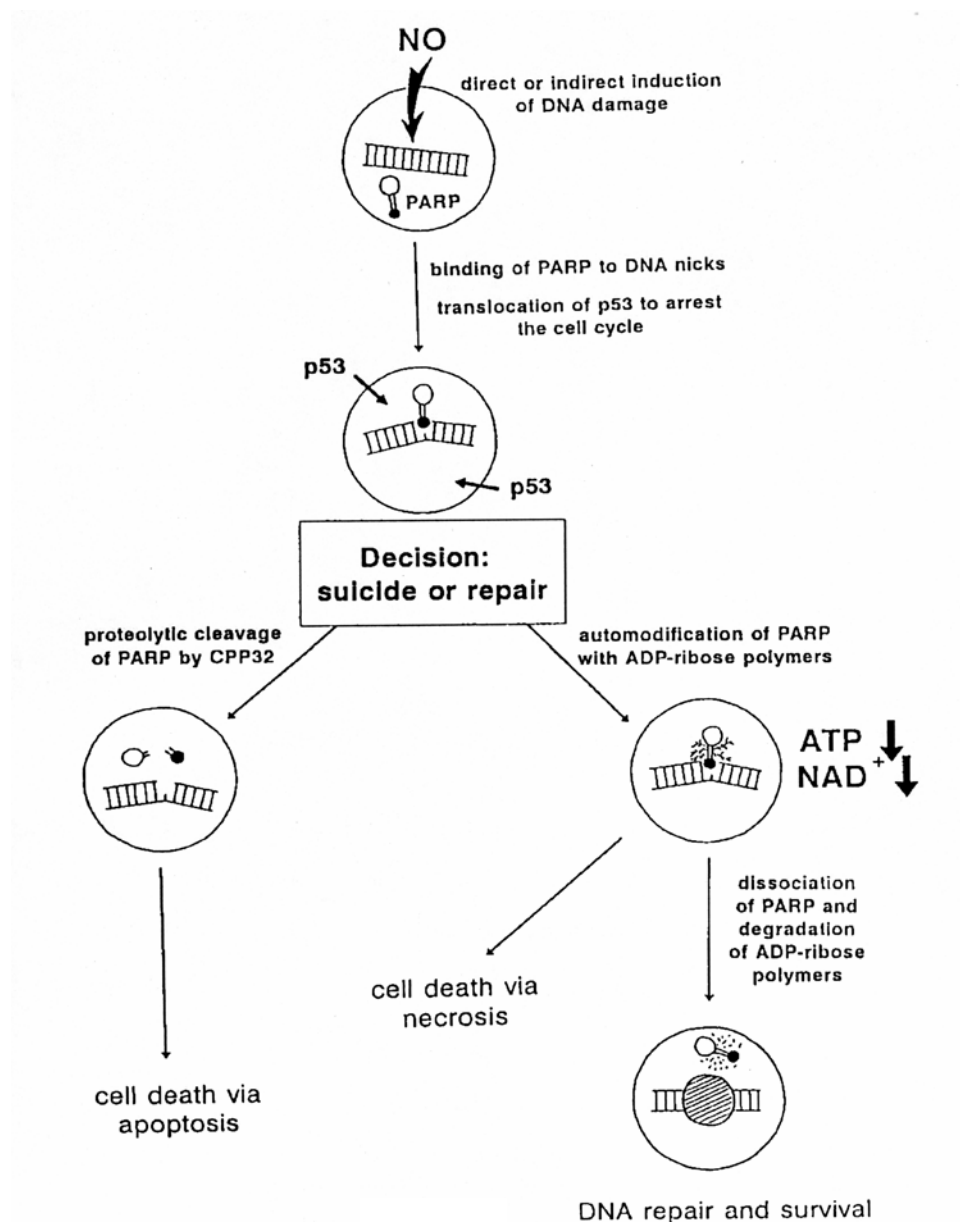 NO
direct or indirect induction
of DNA damage
PARP
binding of PARP to DNA nicks
translocation of p53 to arrest
the cell cycle
p53
p53
Decision:
suicide or repair
proteolytic cleavage
of PARP by CPP32
automodification of PARP
with ADP-ribose polymers
ATP
NAD+
dissociation
of PARP and
degradation
of ADP-ribose
polymers
cell death via
necrosis
cell death via
apoptosis
DNA repair and survival